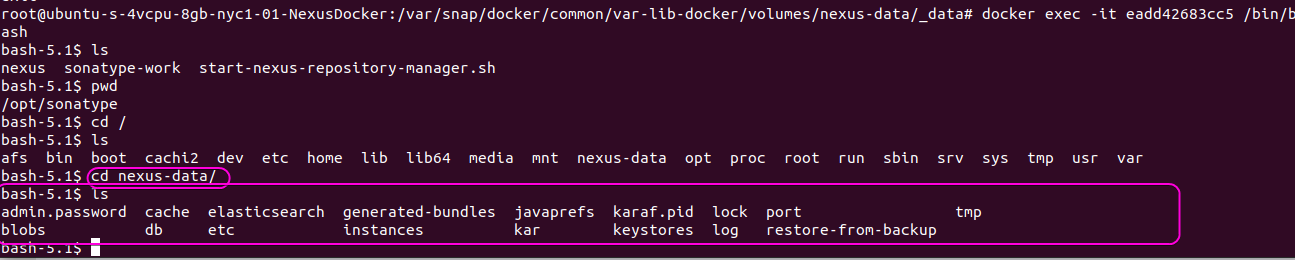 root@ubuntu-s-4vcpu-8gb-nyc1-01-NexusDocker:/var/snap/docker/common/var-lib-docker/volumes/nexus-data/_data# docker exec -it eadd42683cc5 /bin/b
ash
bash-5.1$ ls
nexus  sonatype-work  start-nexus-repository-manager.sh
bash-5.1$ pwd
/opt/sonatype
bash-5.1$ cd /
bash-5.1$ ls
afs  bin  boot  cachi2  dev  etc  home  lib  lib64  media  mnt  nexus-data  opt  proc  root  run  sbin  srv  sys  tmp  usr  var
bash-5.1$ cd nexus-data/
bash-5.1$ ls
admin.password  cache  elasticsearch  generated-bundles  javaprefs  karaf.pid  lock  port                 tmp
blobs           db     etc            instances          kar        keystores  log   restore-from-backup
bash-5.1$